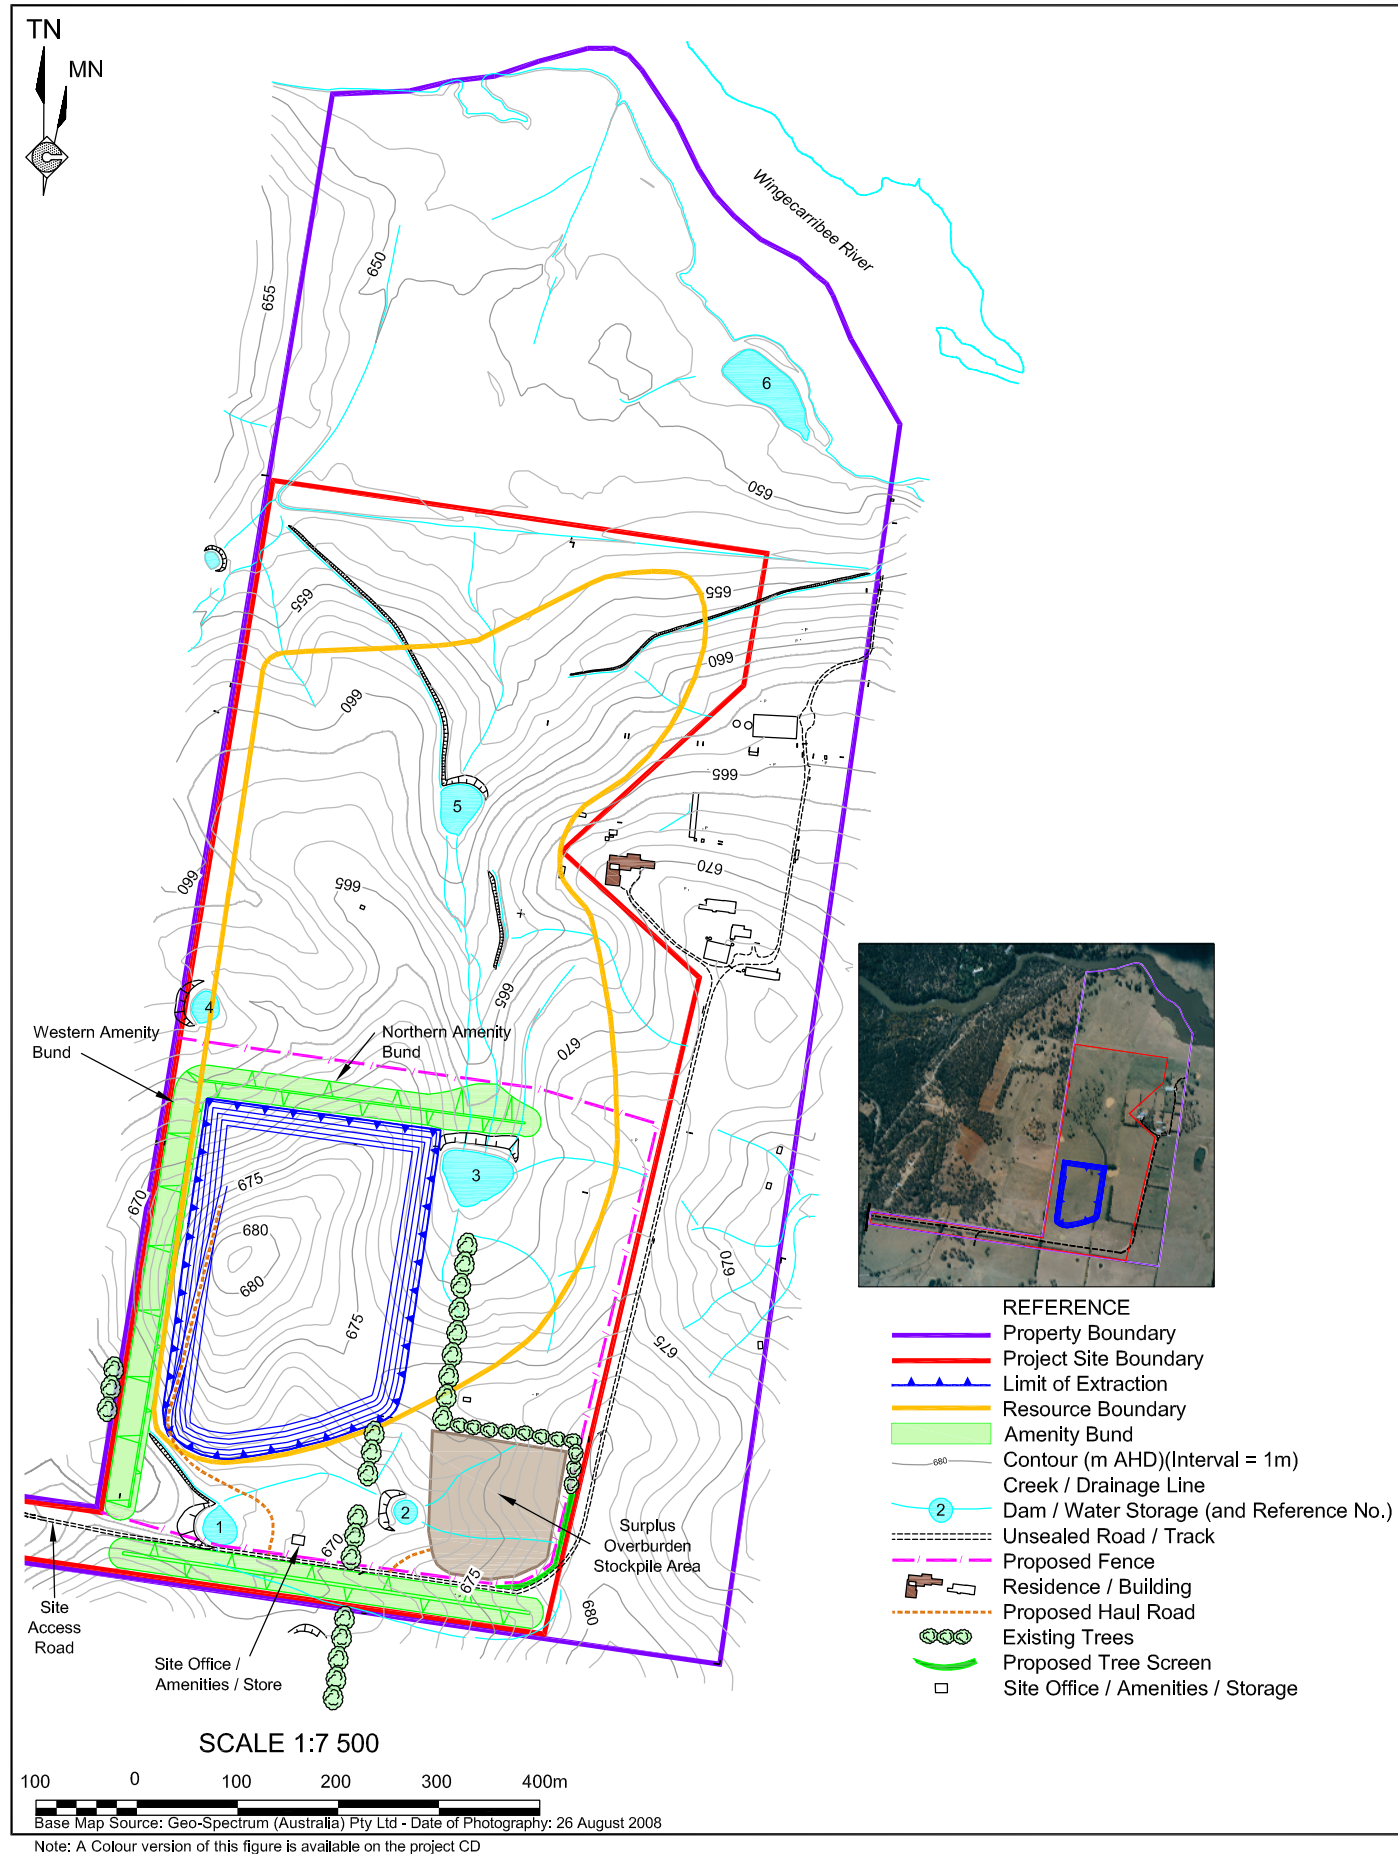 TN
MN
Wingecarribee River
650
655
6
650
655
655
660
660
665
5
670
660
665
665
4
Western Amenity
Bund
Northern Amenity
Bund
670
3
675
670
680
680
675
670
675
1
2
670
675
680
Surplus
Overburden
Stockpile Area
Site
Access
Road
Site Office /
Amenities / Store
REFERENCE
Property Boundary
Project Site Boundary
Limit of Extraction
Resource Boundary
Amenity Bund
680
Contour (m AHD)(Interval = 1m)
Creek / Drainage Line
2
Dam / Water Storage (and Reference No.)
Unsealed Road / Track
Proposed Fence
Residence / Building
Proposed Haul Road
Existing Trees
Proposed Tree Screen
Site Office / Amenities / Storage
SCALE 1:7 500
100 0 100 200 300 400m
Base Map Source: Geo-Spectrum (Australia) Pty Ltd - Date of Photography: 26 August 2008
Note: A Colour version of this figure is available on the project CD